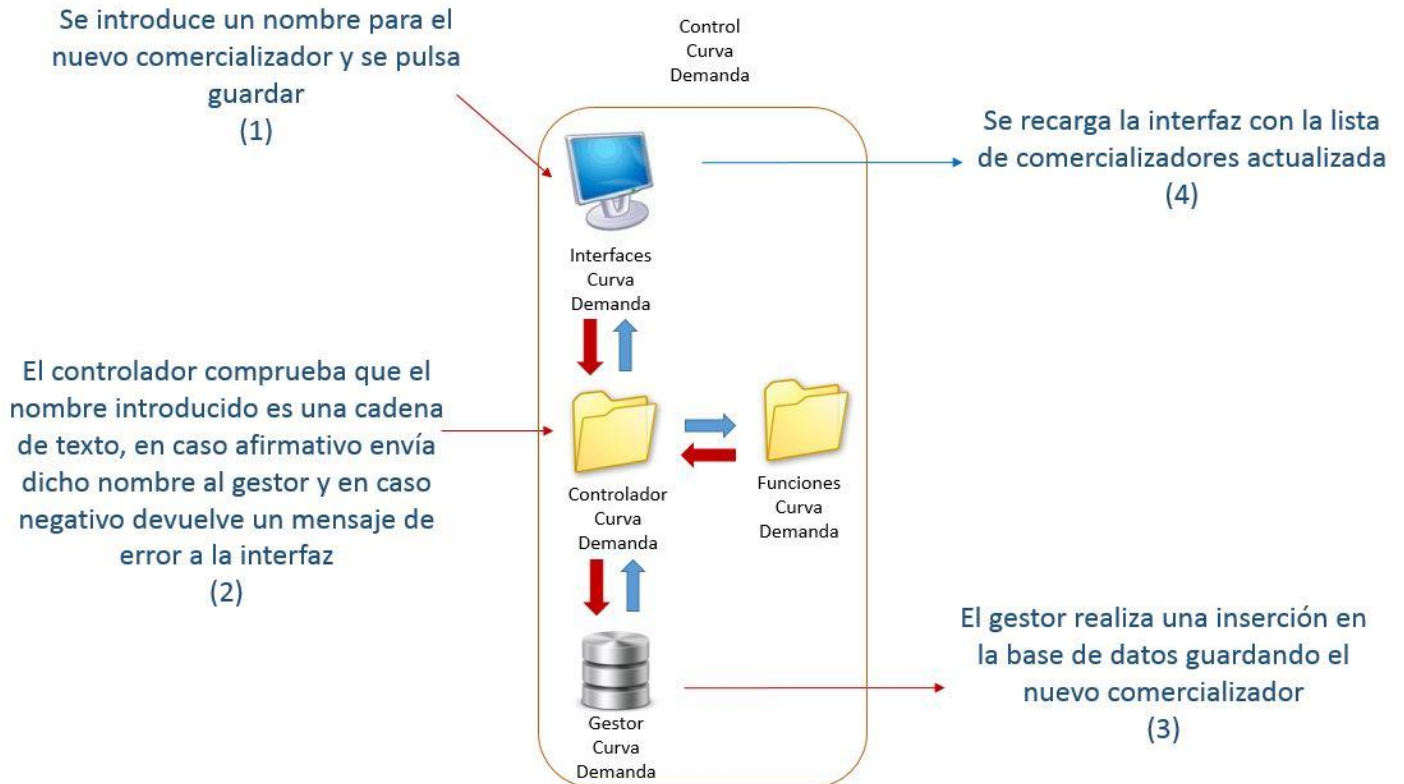 Se introduce un nombre para el
nuevo comercializador y se pulsa
guardar
(1)
Control
Curva
Demanda
Se recarga la interfaz con la lista
de comercializadores actualizada
(4)
Interfaces
Curva
Demanda
El controlador comprueba que el
nombre introducido es una cadena
de texto, en caso afirmativo envía
dicho nombre al gestor y en caso
negativo devuelve un mensaje de
error a la interfaz
(2)
Controlador
Curva
Demanda
Funciones
Curva
Demanda
El gestor realiza una inserción en
la base de datos guardando el
nuevo comercializador
(3)
Gestor
Curva
Demanda